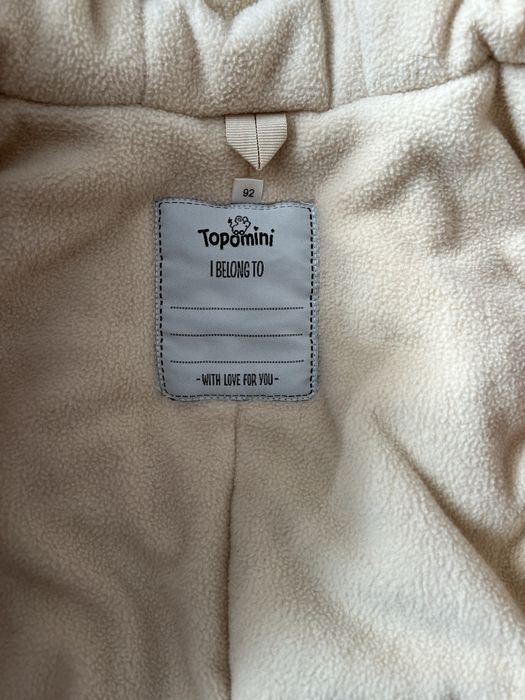 92
Topomini
I BELONG TO
- WITH LOVE FOR YOU -